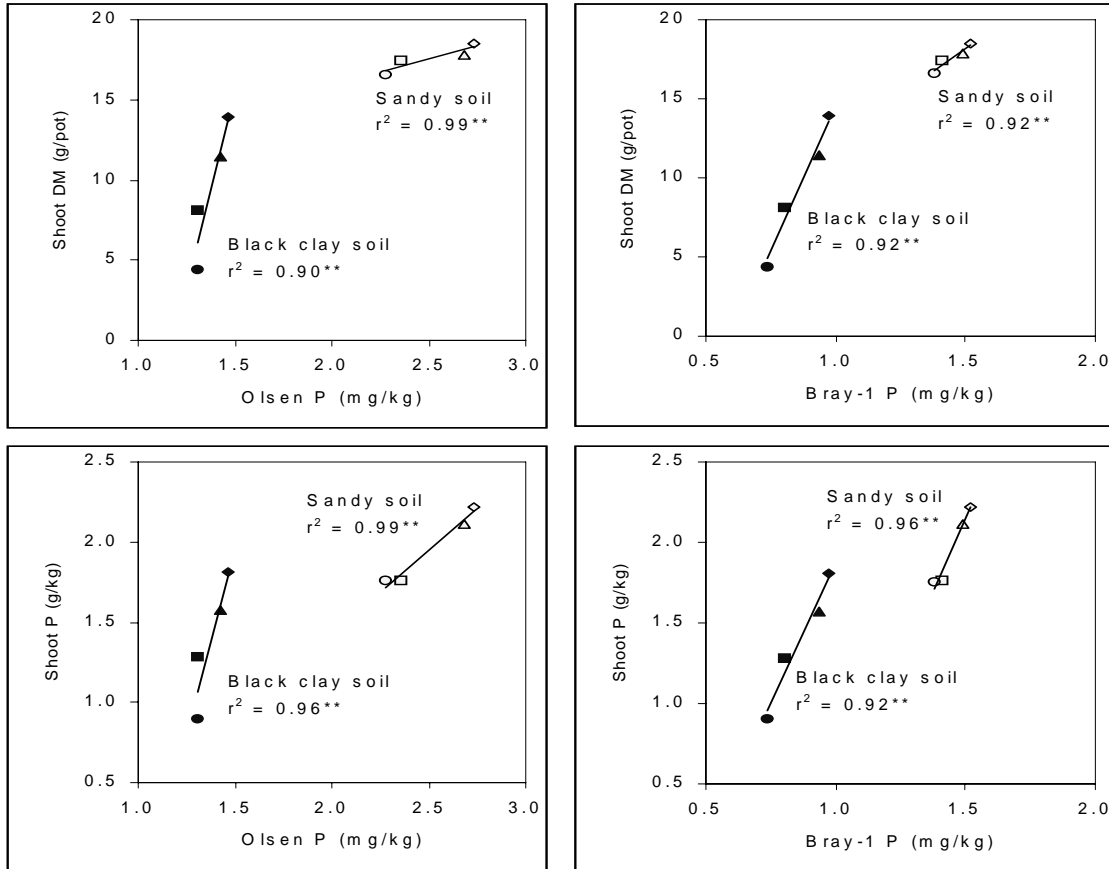 20
15
10
5
0
Shoot DM (g/pot)
Sandy soil
r² = 0.99**
Black clay soil
r² = 0.90**
1.0 1.5 2.0 2.5 3.0
Olsen P (mg/kg)
20
15
10
5
0
Shoot DM (g/pot)
Sandy soil
r² = 0.92**
Black clay soil
r² = 0.92**
0.5 1.0 1.5 2.0
Bray-1 P (mg/kg)
2.5
2.0
1.5
1.0
0.5
Shoot P (g/kg)
Sandy soil
r² = 0.99**
Black clay soil
r² = 0.96**
1.0 1.5 2.0 2.5 3.0
Olsen P (mg/kg)
2.5
2.0
1.5
1.0
0.5
Shoot P (g/kg)
Sandy soil
r² = 0.96**
Black clay soil
r² = 0.92**
0.5 1.0 1.5 2.0
Bray-1 P (mg/kg)